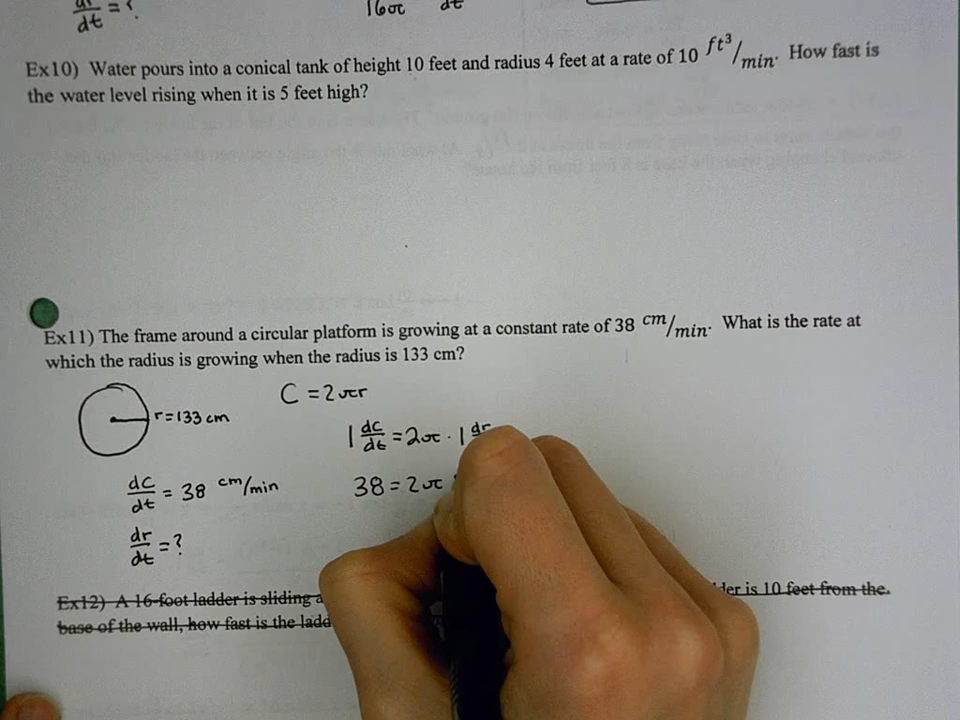 dt = ?
16π dt
Ex10) Water pours into a conical tank of height 10 feet and radius 4 feet at a rate of 10 ft³/min. How fast is
the water level rising when it is 5 feet high?
Ex11) The frame around a circular platform is growing at a constant rate of 38 cm/min. What is the rate at
which the radius is growing when the radius is 133 cm?
C = 2πr
r = 133 cm
1 dC/dt = 2π · 1 dr
dC/dt = 38 cm/min
38 = 2π
dr/dt = ?
Ex12) A 16-foot ladder is sliding is 10 feet from the
base of the wall, how fast is the